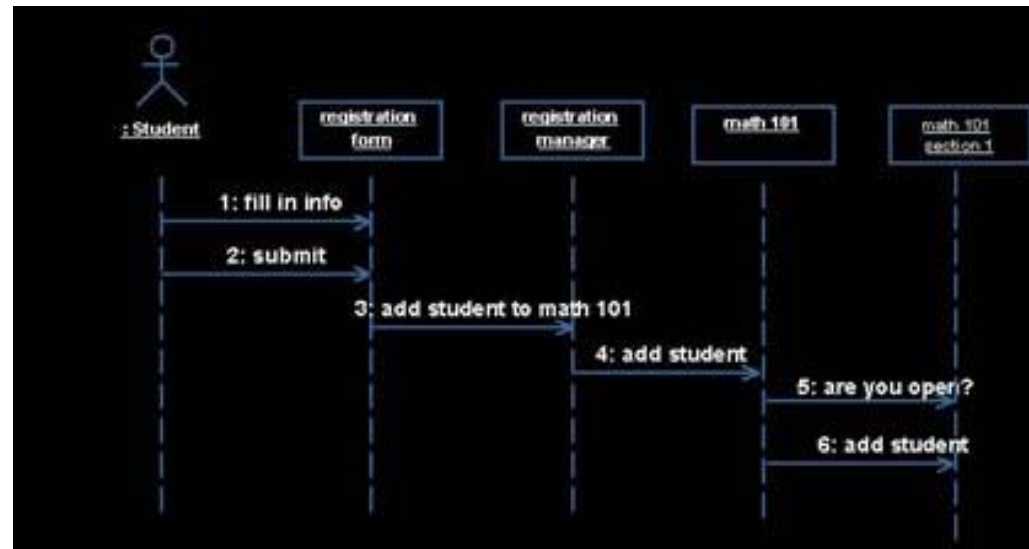 : Student
registration
form
registration
manager
math 101
math 101
section 1
1: fill in info
2: submit
3: add student to math 101
4: add student
5: are you open?
6: add student